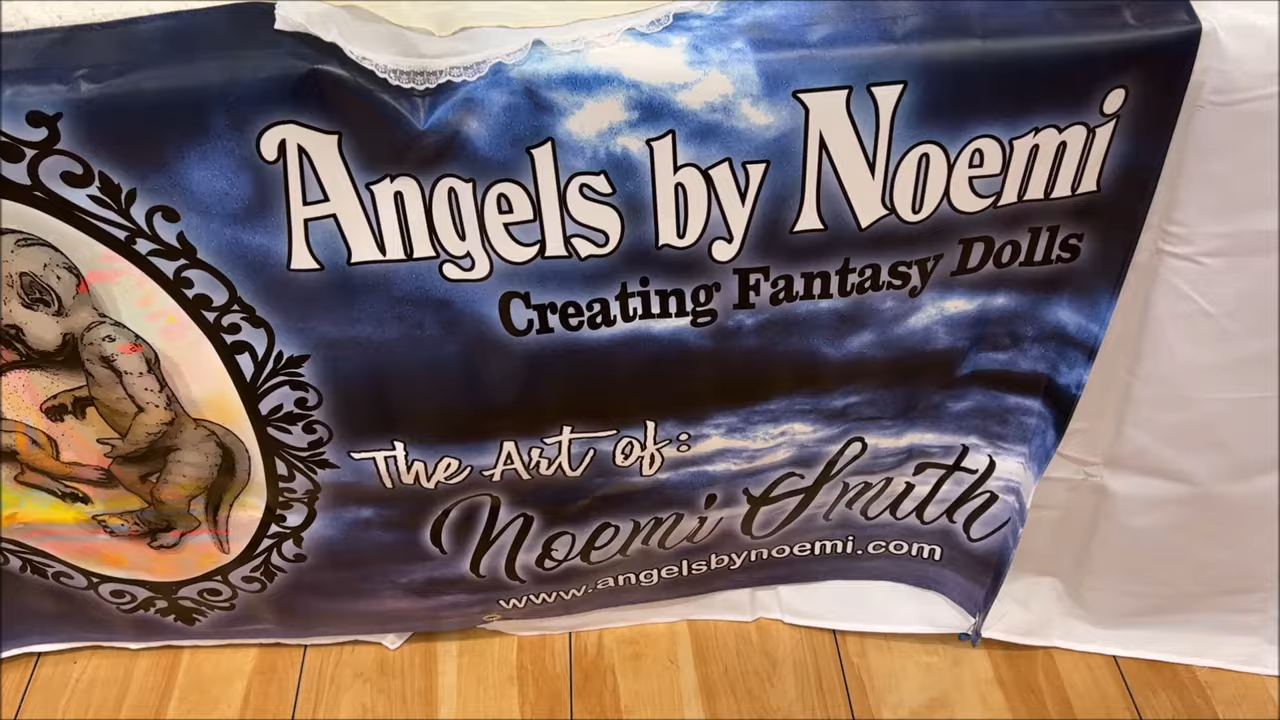 Angels by Noemi
Creating Fantasy Dolls
The Art of:
Noemi Smith
www.angelsbynoemi.com